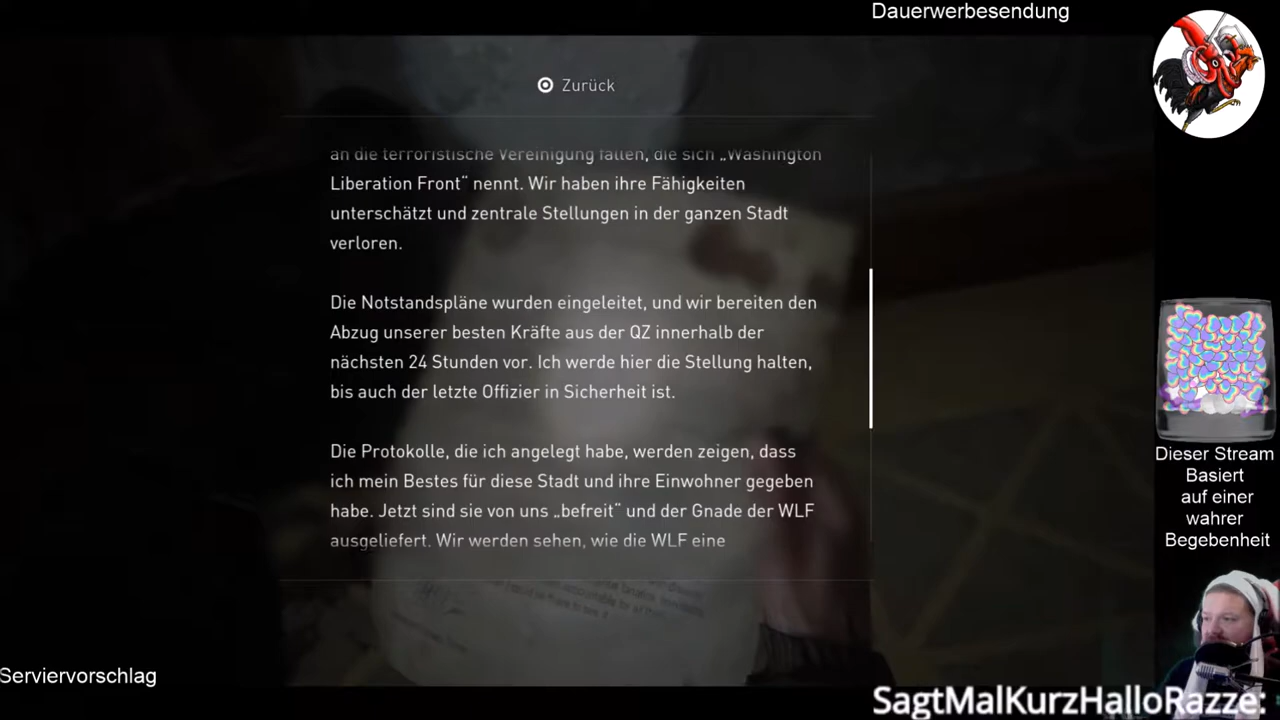 Dauerwerbesendung
Zurück
an die terroristische Vereinigung fallen, die sich „Washington
Liberation Front“ nennt. Wir haben ihre Fähigkeiten
unterschätzt und zentrale Stellungen in der ganzen Stadt
verloren.
Die Notstandspläne wurden eingeleitet, und wir bereiten den
Abzug unserer besten Kräfte aus der QZ innerhalb der
nächsten 24 Stunden vor. Ich werde hier die Stellung halten,
bis auch der letzte Offizier in Sicherheit ist.
Die Protokolle, die ich angelegt habe, werden zeigen, dass
ich mein Bestes für diese Stadt und ihre Einwohner gegeben
habe. Jetzt sind sie von uns „befreit“ und der Gnade der WLF
ausgeliefert. Wir werden sehen, wie die WLF eine
Dieser Stream
Basiert
auf einer
wahrer
Begebenheit
Serviervorschlag
SagtMalKurzHalloRazze: